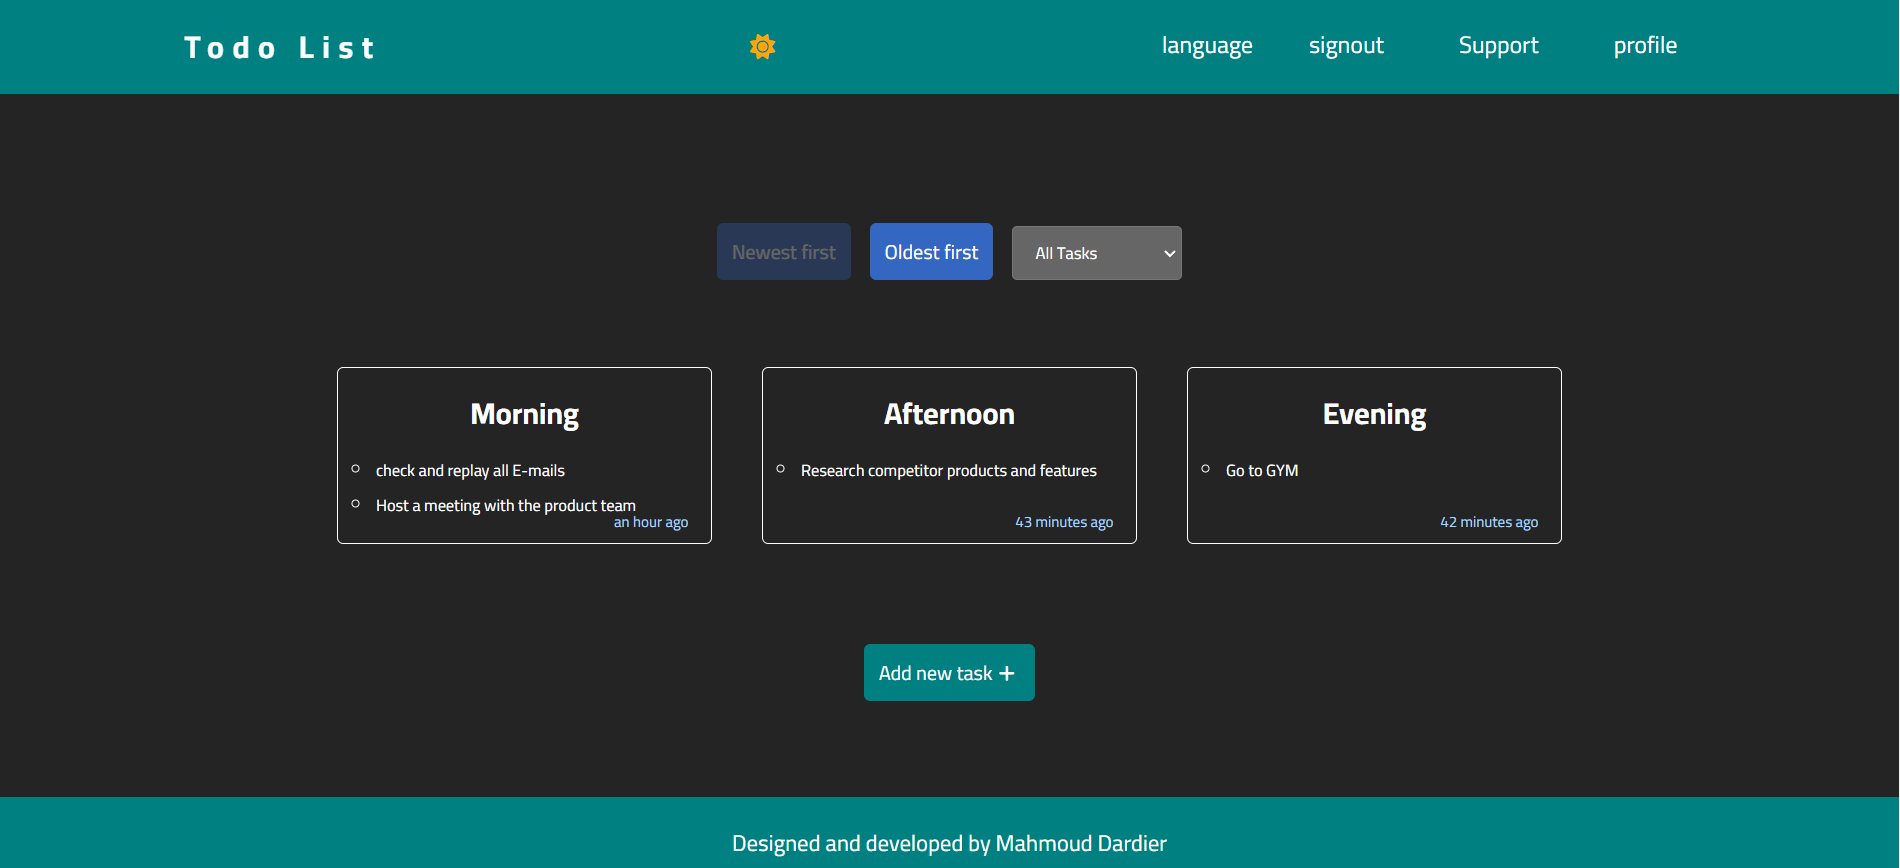 Todo List
language signout Support profile
Newest first Oldest first All Tasks
Morning
check and replay all E-mails
Host a meeting with the product team
an hour ago
Afternoon
Research competitor products and features
43 minutes ago
Evening
Go to GYM
42 minutes ago
Add new task +
Designed and developed by Mahmoud Dardier